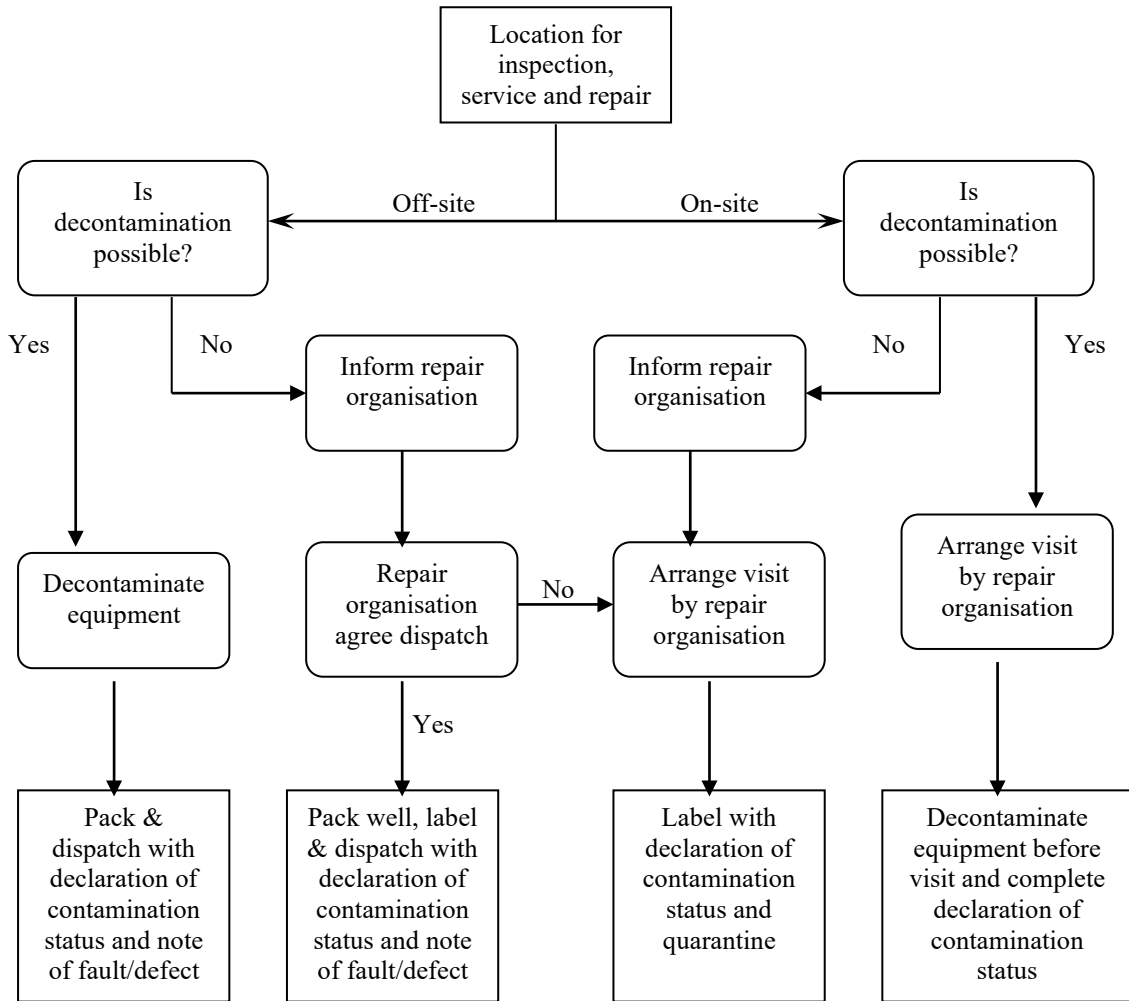 Location for
inspection,
service and repair
Is
decontamination
possible?
Off-site
On-site
Is
decontamination
possible?
Yes
No
Inform repair
organisation
Inform repair
organisation
No
Yes
Decontaminate
equipment
Repair
organisation
agree dispatch
No
Arrange visit
by repair
organisation
Arrange visit
by repair
organisation
Yes
Pack &
dispatch with
declaration of
contamination
status and note
of fault/defect
Pack well, label
& dispatch with
declaration of
contamination
status and note
of fault/defect
Label with
declaration of
contamination
status and
quarantine
Decontaminate
equipment before
visit and complete
declaration of
contamination
status